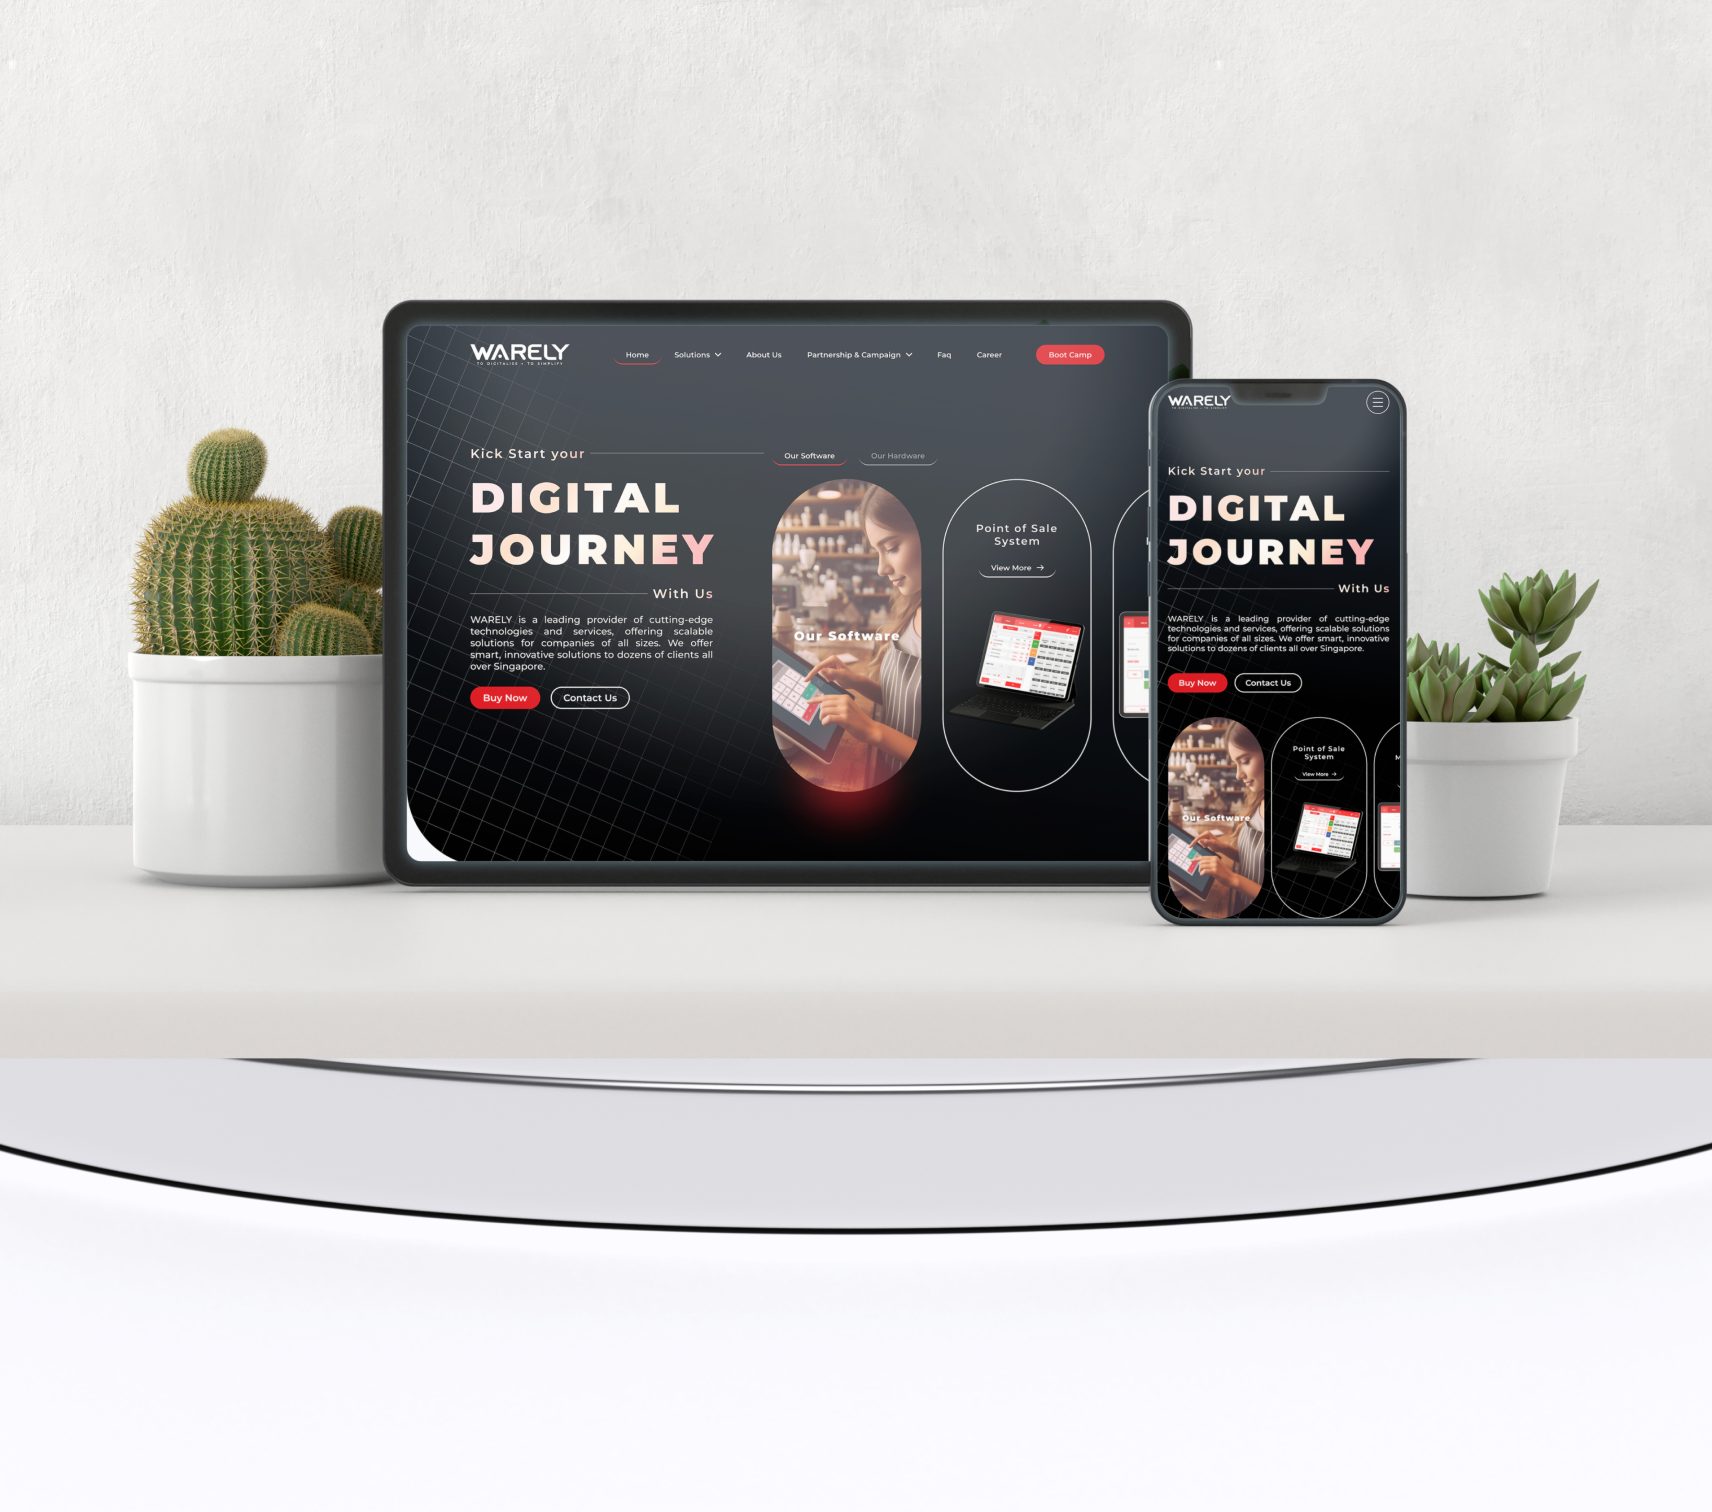 WARELY
TO DIGITALISE • TO SIMPLIFY
Home Solutions About Us Partnership & Campaign Faq Career Boot Camp
Kick Start your
DIGITAL
JOURNEY
With Us
WARELY is a leading provider of cutting-edge
technologies and services, offering scalable
solutions for companies of all sizes. We offer
smart, innovative solutions to dozens of clients all
over Singapore.
Buy Now Contact Us
Our Software Our Hardware
Our Software
Point of Sale
System
View More
WARELY
Kick Start your
DIGITAL
JOURNEY
With Us
WARELY is a leading provider of cutting-edge
technologies and services, offering scalable solutions
for companies of all sizes. We offer smart, innovative
solutions to dozens of clients all over Singapore.
Buy Now Contact Us
Our Software
Point of Sale
System
View More